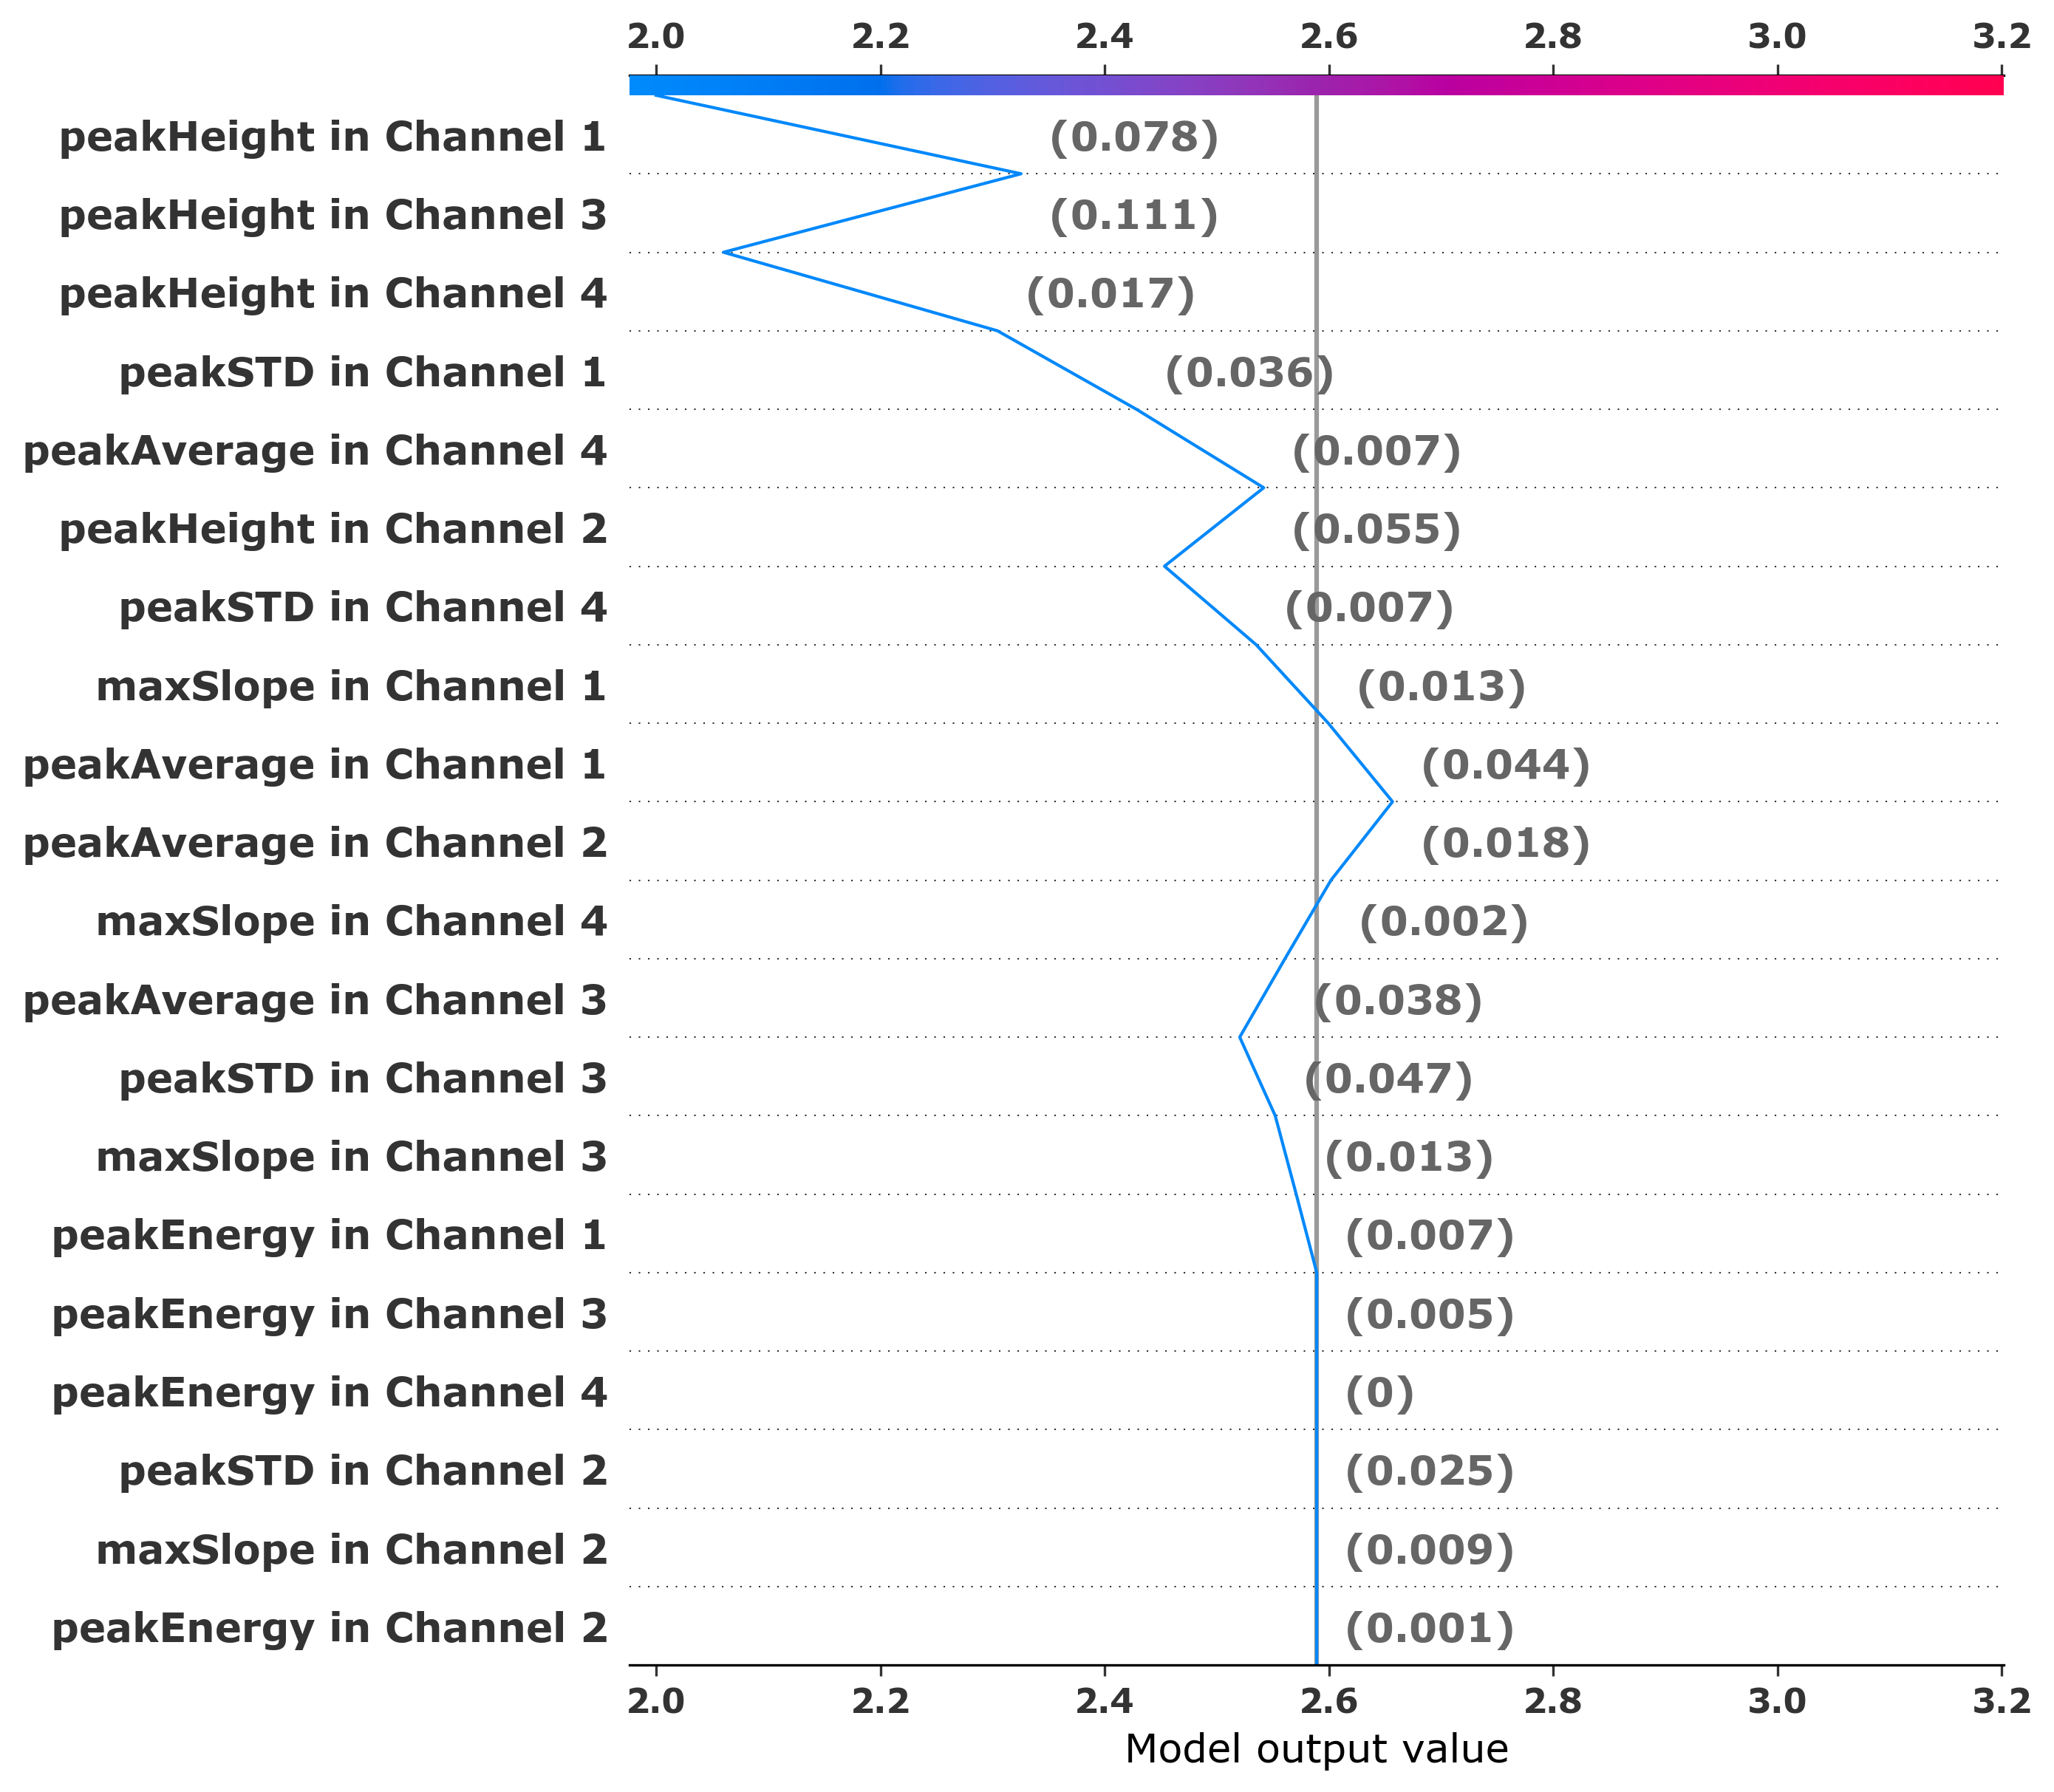 2.0 2.2 2.4 2.6 2.8 3.0 3.2
peakHeight in Channel 1 (0.078)
peakHeight in Channel 3 (0.111)
peakHeight in Channel 4 (0.017)
peakSTD in Channel 1 (0.036)
peakAverage in Channel 4 (0.007)
peakHeight in Channel 2 (0.055)
peakSTD in Channel 4 (0.007)
maxSlope in Channel 1 (0.013)
peakAverage in Channel 1 (0.044)
peakAverage in Channel 2 (0.018)
maxSlope in Channel 4 (0.002)
peakAverage in Channel 3 (0.038)
peakSTD in Channel 3 (0.047)
maxSlope in Channel 3 (0.013)
peakEnergy in Channel 1 (0.007)
peakEnergy in Channel 3 (0.005)
peakEnergy in Channel 4 (0)
peakSTD in Channel 2 (0.025)
maxSlope in Channel 2 (0.009)
peakEnergy in Channel 2 (0.001)
2.0 2.2 2.4 2.6 2.8 3.0 3.2
Model output value